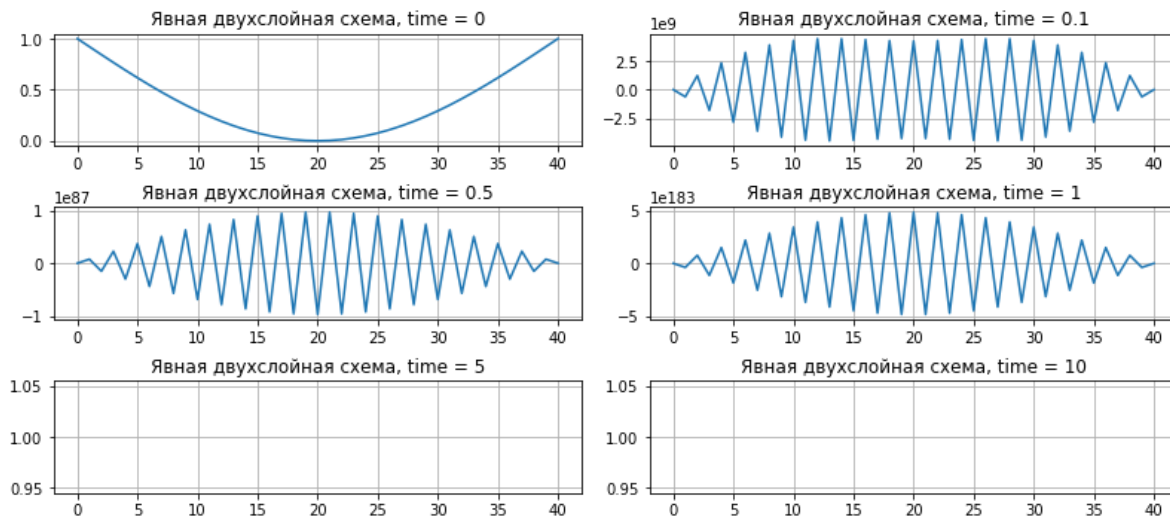 Явная двухслойная схема, time = 0
1.0
0.5
0.0
0 5 10 15 20 25 30 35 40
Явная двухслойная схема, time = 0.1
1e9
2.5
0.0
−2.5
0 5 10 15 20 25 30 35 40
Явная двухслойная схема, time = 0.5
1e87
1
0
−1
0 5 10 15 20 25 30 35 40
Явная двухслойная схема, time = 1
1e183
5
0
−5
0 5 10 15 20 25 30 35 40
Явная двухслойная схема, time = 5
1.05
1.00
0.95
0 5 10 15 20 25 30 35 40
Явная двухслойная схема, time = 10
1.05
1.00
0.95
0 5 10 15 20 25 30 35 40